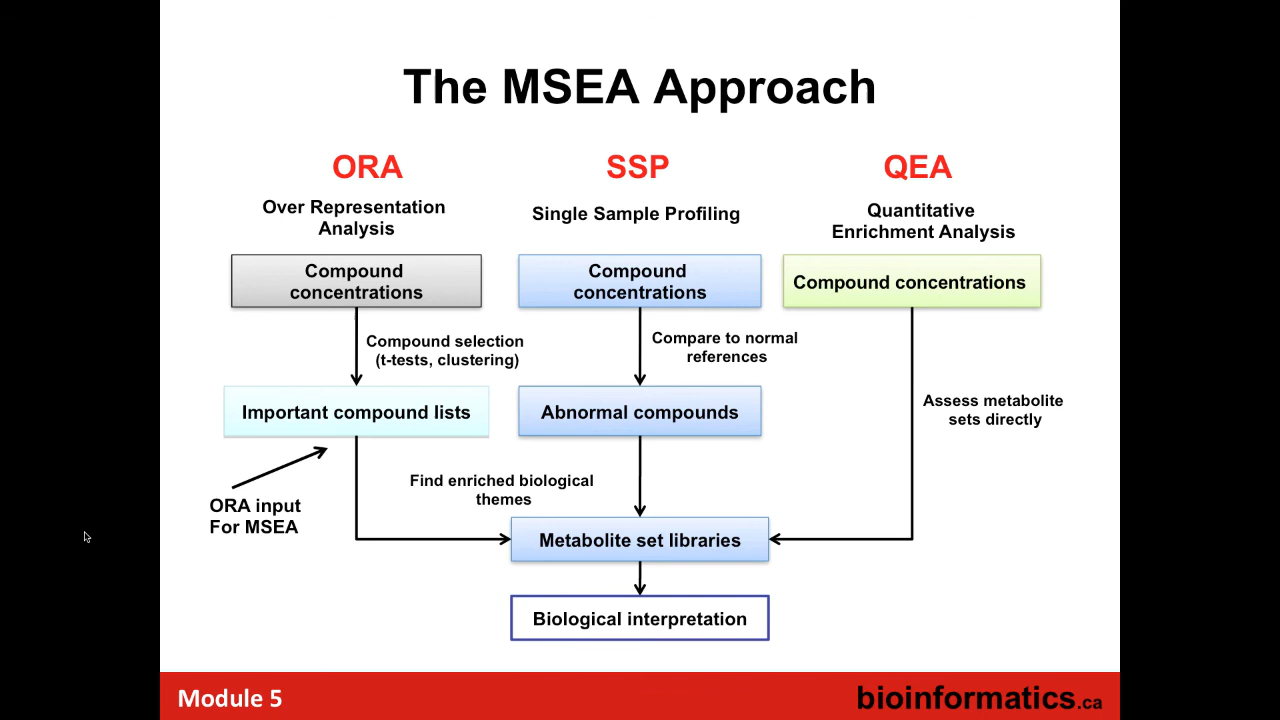 The MSEA Approach
ORA
SSP
QEA
Over Representation
Analysis
Single Sample Profiling
Quantitative
Enrichment Analysis
Compound
concentrations
Compound
concentrations
Compound concentrations
Compound selection
(t-tests, clustering)
Compare to normal
references
Assess metabolite
sets directly
Important compound lists
Abnormal compounds
ORA input
For MSEA
Find enriched biological
themes
Metabolite set libraries
Biological interpretation
Module 5
bioinformatics.ca